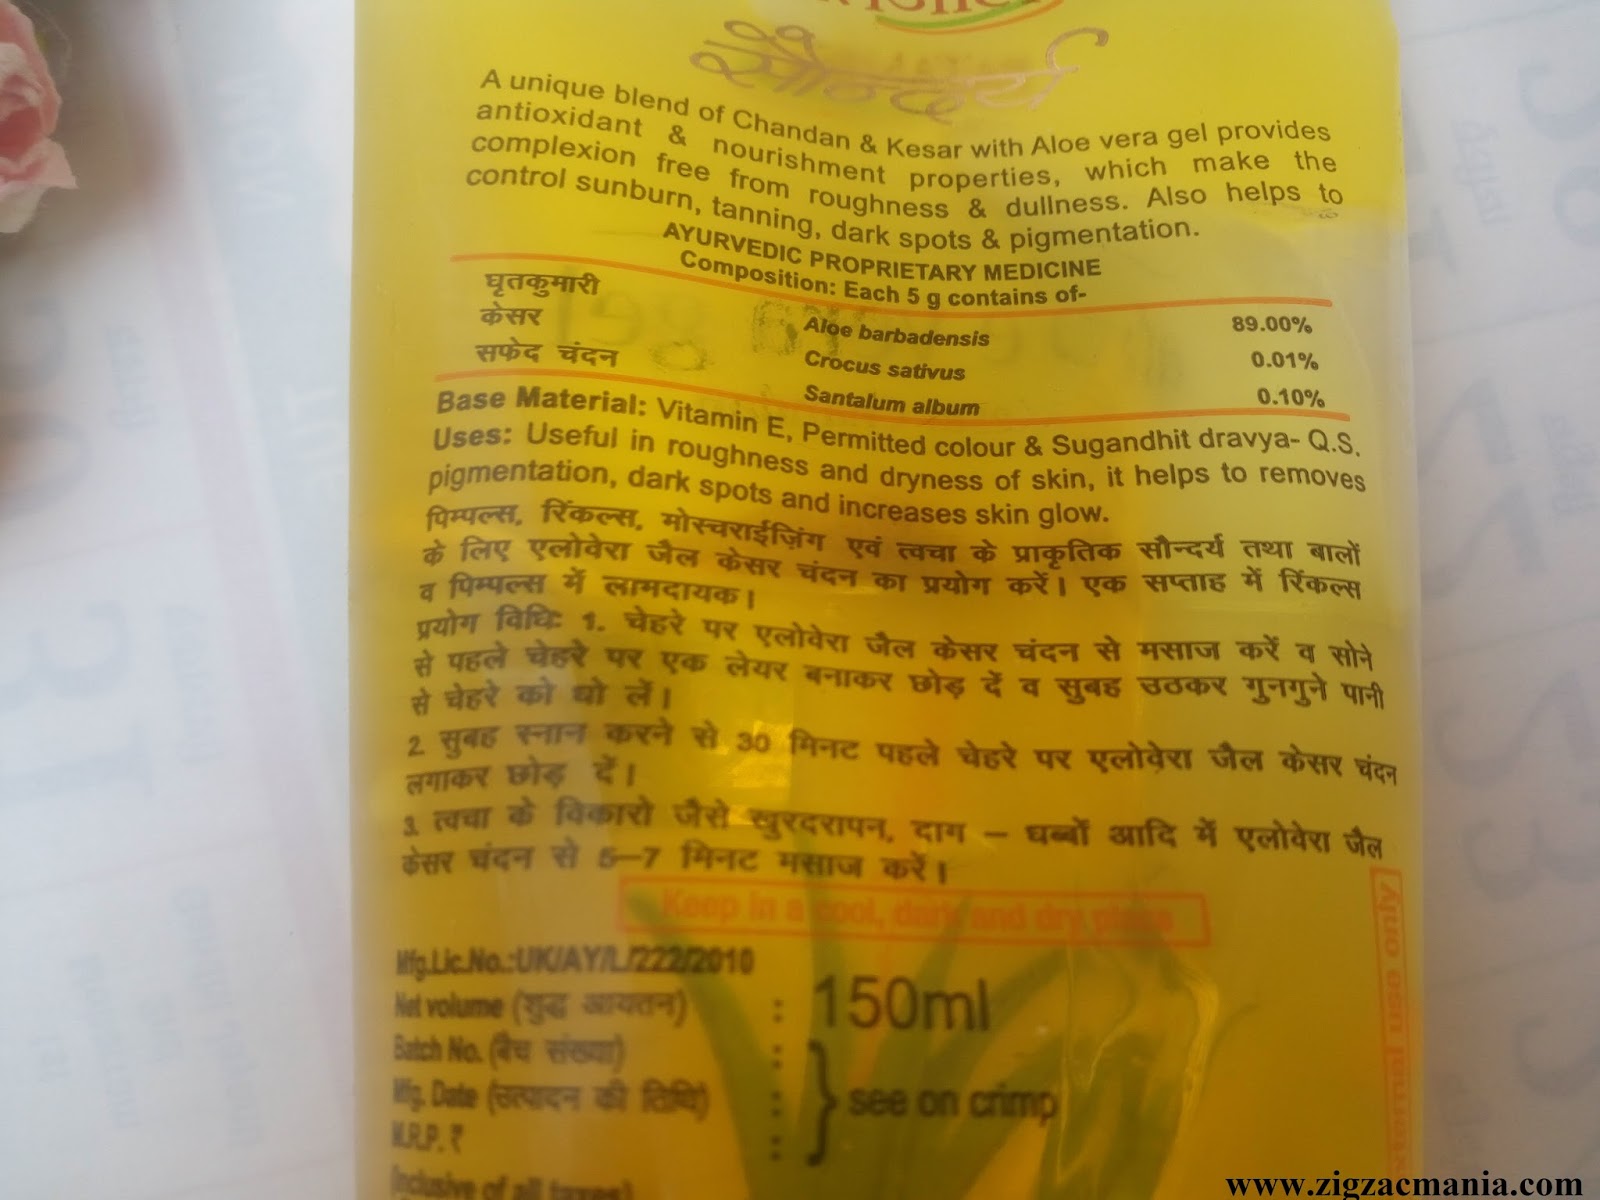 सौन्दर्य
A unique blend of Chandan & Kesar with Aloe vera gel provides
antioxidant & nourishment properties, which make the
complexion free from roughness & dullness. Also helps to
control sunburn, tanning, dark spots & pigmentation.
AYURVEDIC PROPRIETARY MEDICINE
Composition: Each 5 g contains of-
घृतकुमारी Aloe barbadensis 89.00%
केसर Crocus sativus 0.01%
सफेद चंदन Santalum album 0.10%
Base Material: Vitamin E, Permitted colour & Sugandhit dravya- Q.S.
Uses: Useful in roughness and dryness of skin, it helps to removes
pigmentation, dark spots and increases skin glow.
पिम्पल्स, रिंकल्स, मोस्चराईज़िंग एवं त्वचा के प्राकृतिक सौन्दर्य तथा बालों
के लिए एलोवेरा जैल केसर चंदन का प्रयोग करें। एक सप्ताह में रिंकल्स
व पिम्पल्स में लाभदायक।
प्रयोग विधिः 1. चेहरे पर एलोवेरा जैल केसर चंदन से मसाज करें व सोने
से पहले चेहरे पर एक लेयर बनाकर छोड़ दें व सुबह उठकर गुनगुने पानी
से चेहरे को धो लें।
2. सुबह स्नान करने से 30 मिनट पहले चेहरे पर एलोवेरा जैल केसर चंदन
लगाकर छोड़ दें।
3. त्वचा के विकारो जैसे खुरदरापन, दाग – धब्बों आदि में एलोवेरा जैल
केसर चंदन से 5–7 मिनट मसाज करें।
Keep in a cool, dark and dry place
Mfg.Lic.No.:UK/AY/L/222/2010
Net volume (शुद्ध आयतन) : 150ml
Batch No. (बैच संख्या) :
Mfg. Date (उत्पादन की तिथि) : } see on crimp
M.R.P. ₹ :
(Inclusive of all taxes)
external use only
www.zigzacmania.com